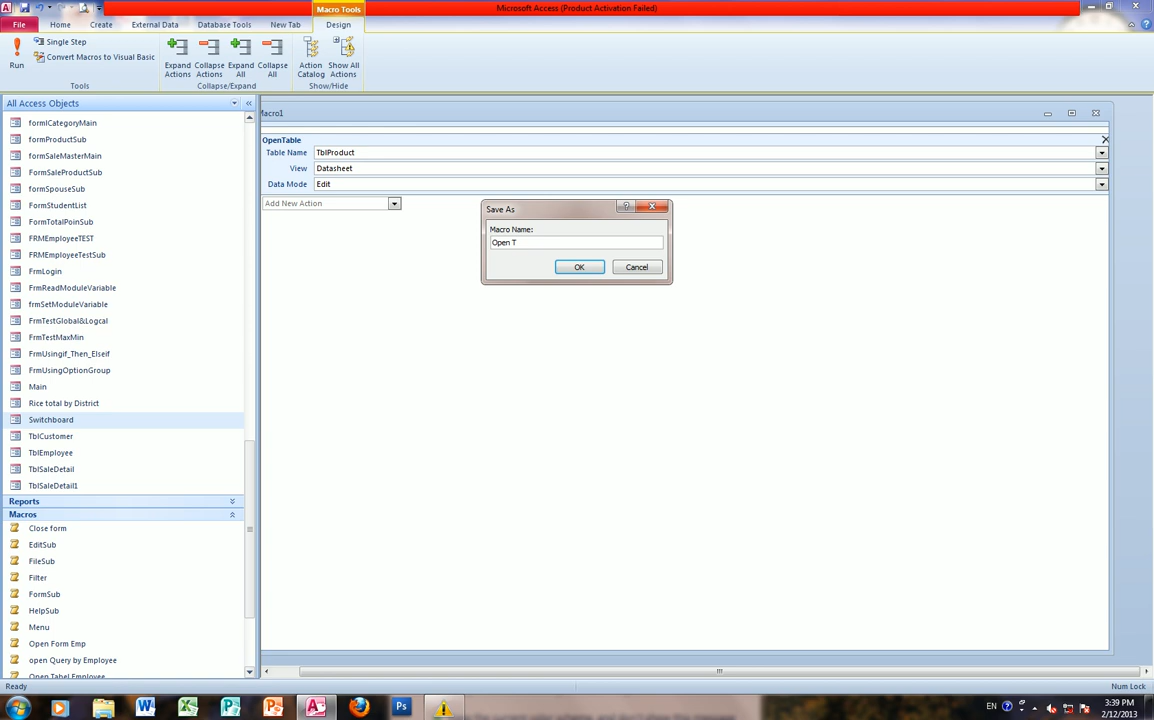 Microsoft Access (Product Activation Failed)
Macro Tools
File
Home
Create
External Data
Database Tools
New Tab
Design
Run
Single Step
Convert Macros to Visual Basic
Expand Actions
Collapse Actions
Expand All
Collapse All
Action Catalog
Show All Actions
Tools
Collapse/Expand
Show/Hide
All Access Objects
formICategoryMain
formProductSub
formSaleMasterMain
FormSaleProductSub
formSpouseSub
FormStudentList
FormTotalPoinSub
FRMEmployeeTEST
FRMEmployeeTestSub
FrmLogin
FrmReadModuleVariable
frmSetModuleVariable
FrmTestGlobal&Logcal
FrmTestMaxMin
FrmUsingif_Then_Elseif
FrmUsingOptionGroup
Main
Rice total by District
Switchboard
TblCustomer
TblEmployee
TblSaleDetail
TblSaleDetail1
Reports
Macros
Close form
EditSub
FileSub
Filter
FormSub
HelpSub
Menu
Open Form Emp
open Query by Employee
Open Tabel Employee
Macro1
OpenTable
Table Name TblProduct
View Datasheet
Data Mode Edit
Add New Action
Save As
Macro Name:
Open T
OK
Cancel
Ready
Num Lock
EN
3:39 PM
2/12/2013